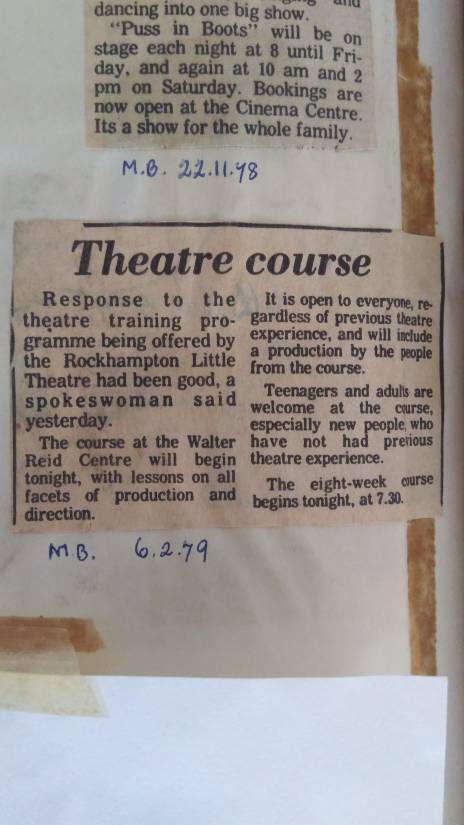 dancing into one big show.
"Puss in Boots" will be on
stage each night at 8 until Fri-
day, and again at 10 am and 2
pm on Saturday. Bookings are
now open at the Cinema Centre.
Its a show for the whole family.
M.B. 22.11.78
Theatre course
Response to the
theatre training pro-
gramme being offered by
the Rockhampton Little
Theatre had been good, a
spokeswoman said
yesterday.
The course at the Walter
Reid Centre will begin
tonight, with lessons on all
facets of production and
direction.
It is open to everyone, re-
gardless of previous theatre
experience, and will include
a production by the people
from the course.
Teenagers and adults are
welcome at the course,
especially new people, who
have not had previous
theatre experience.
The eight-week course
begins tonight, at 7.30.
M.B. 6.2.79